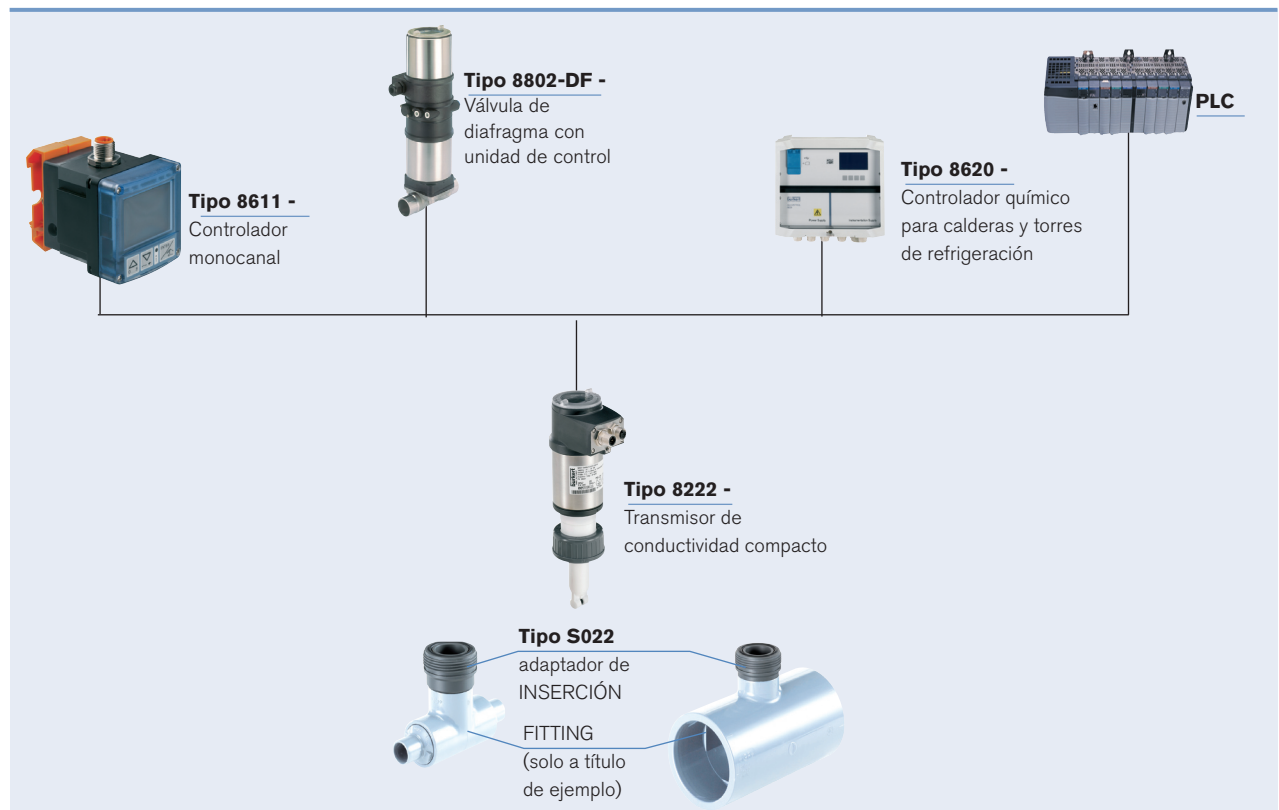 Tipo 8802-DF -
Válvula de
diafragma con
unidad de control
PLC
Tipo 8611 -
Controlador
monocanal
Tipo 8620 -
Controlador químico
para calderas y torres
de refrigeración
Tipo 8222 -
Transmisor de
conductividad compacto
Tipo S022
adaptador de
INSERCIÓN
FITTING
(solo a título
de ejemplo)